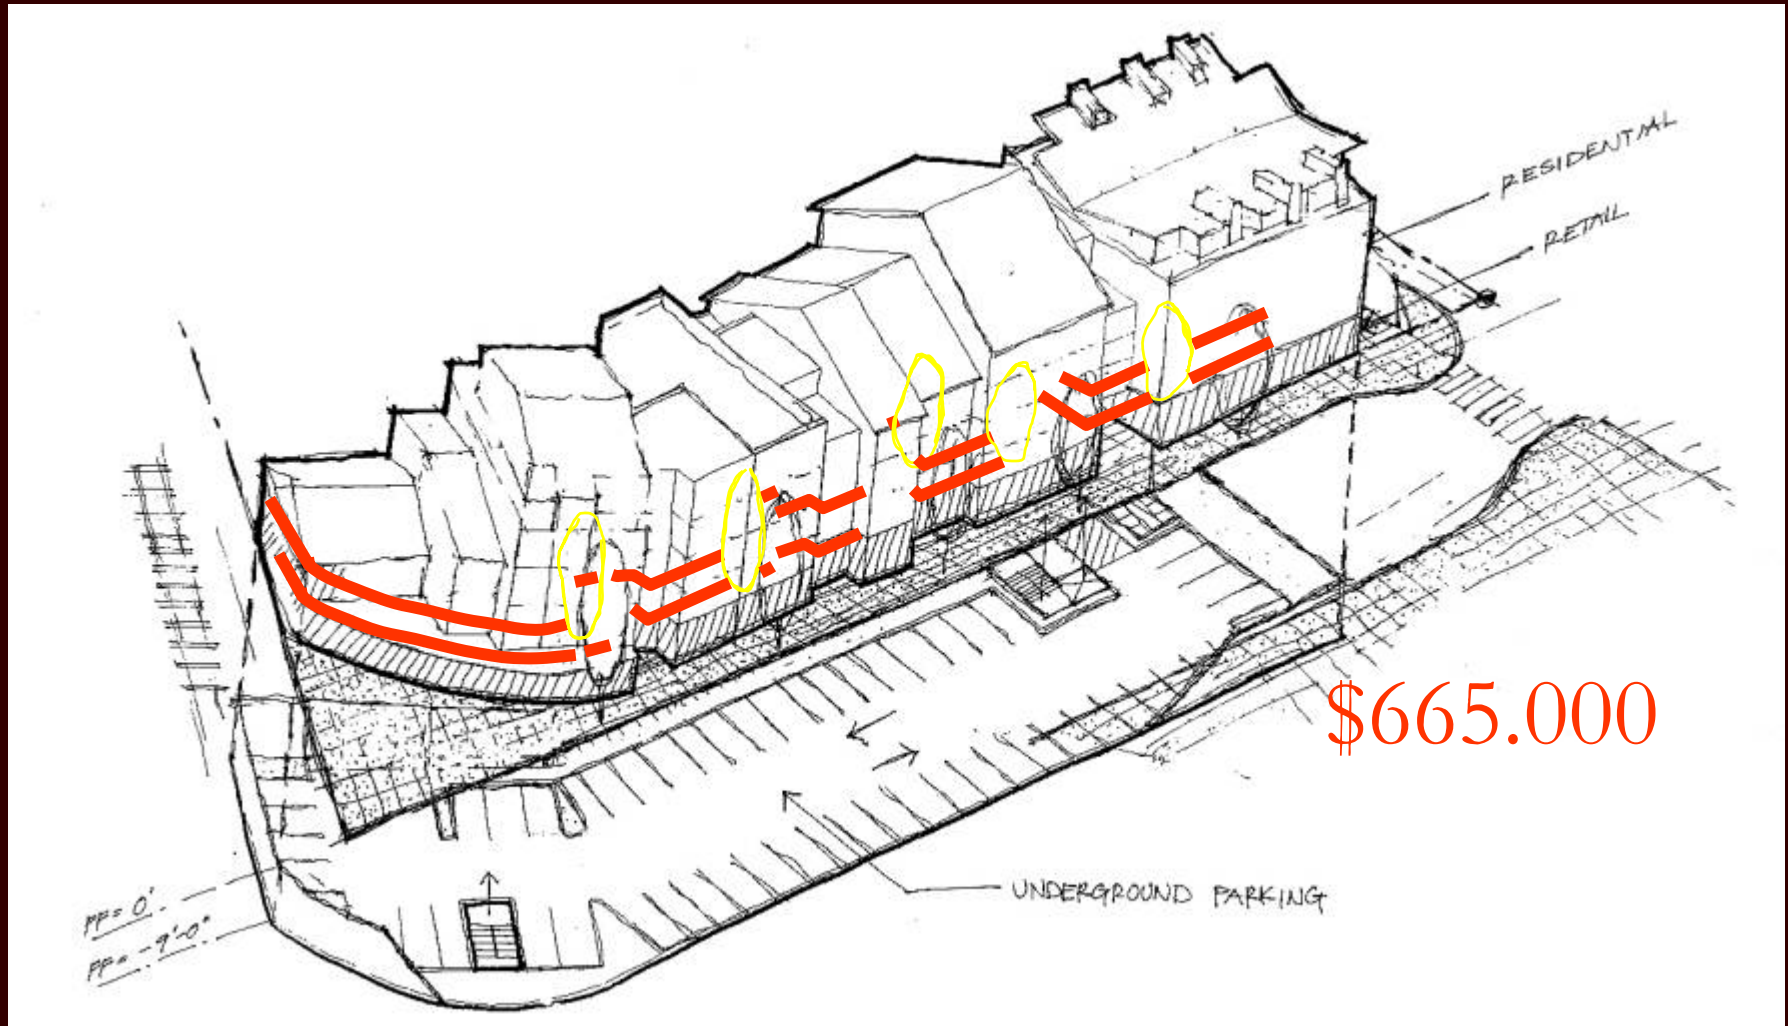 RESIDENTIAL
RETAIL
$665.000
UNDERGROUND PARKING
FF= 0'
FF= -9'-0"